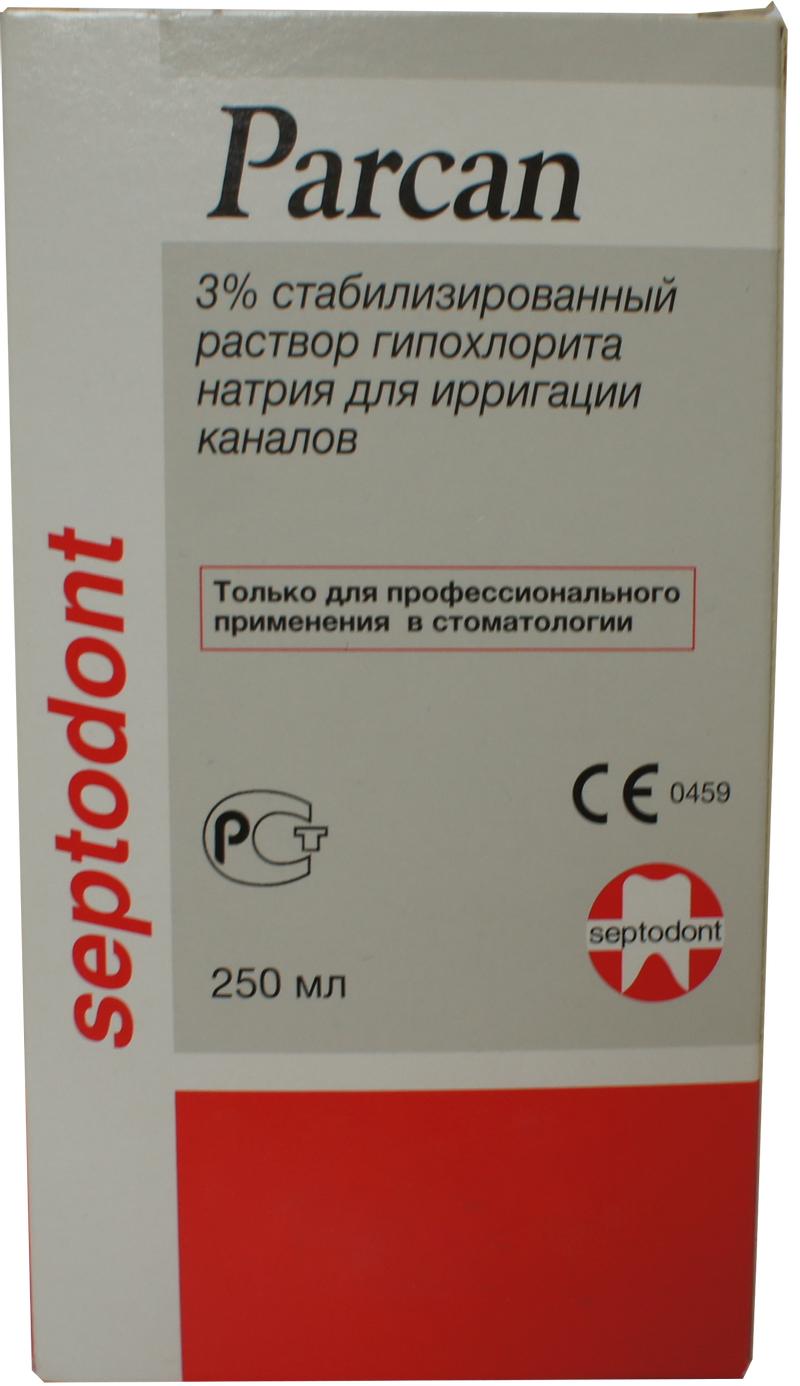 Parcan
3% стабилизированный
раствор гипохлорита
натрия для ирригации
каналов
Только для профессионального
применения в стоматологии
septodont
CE 0459
РСТ
septodont
250 мл